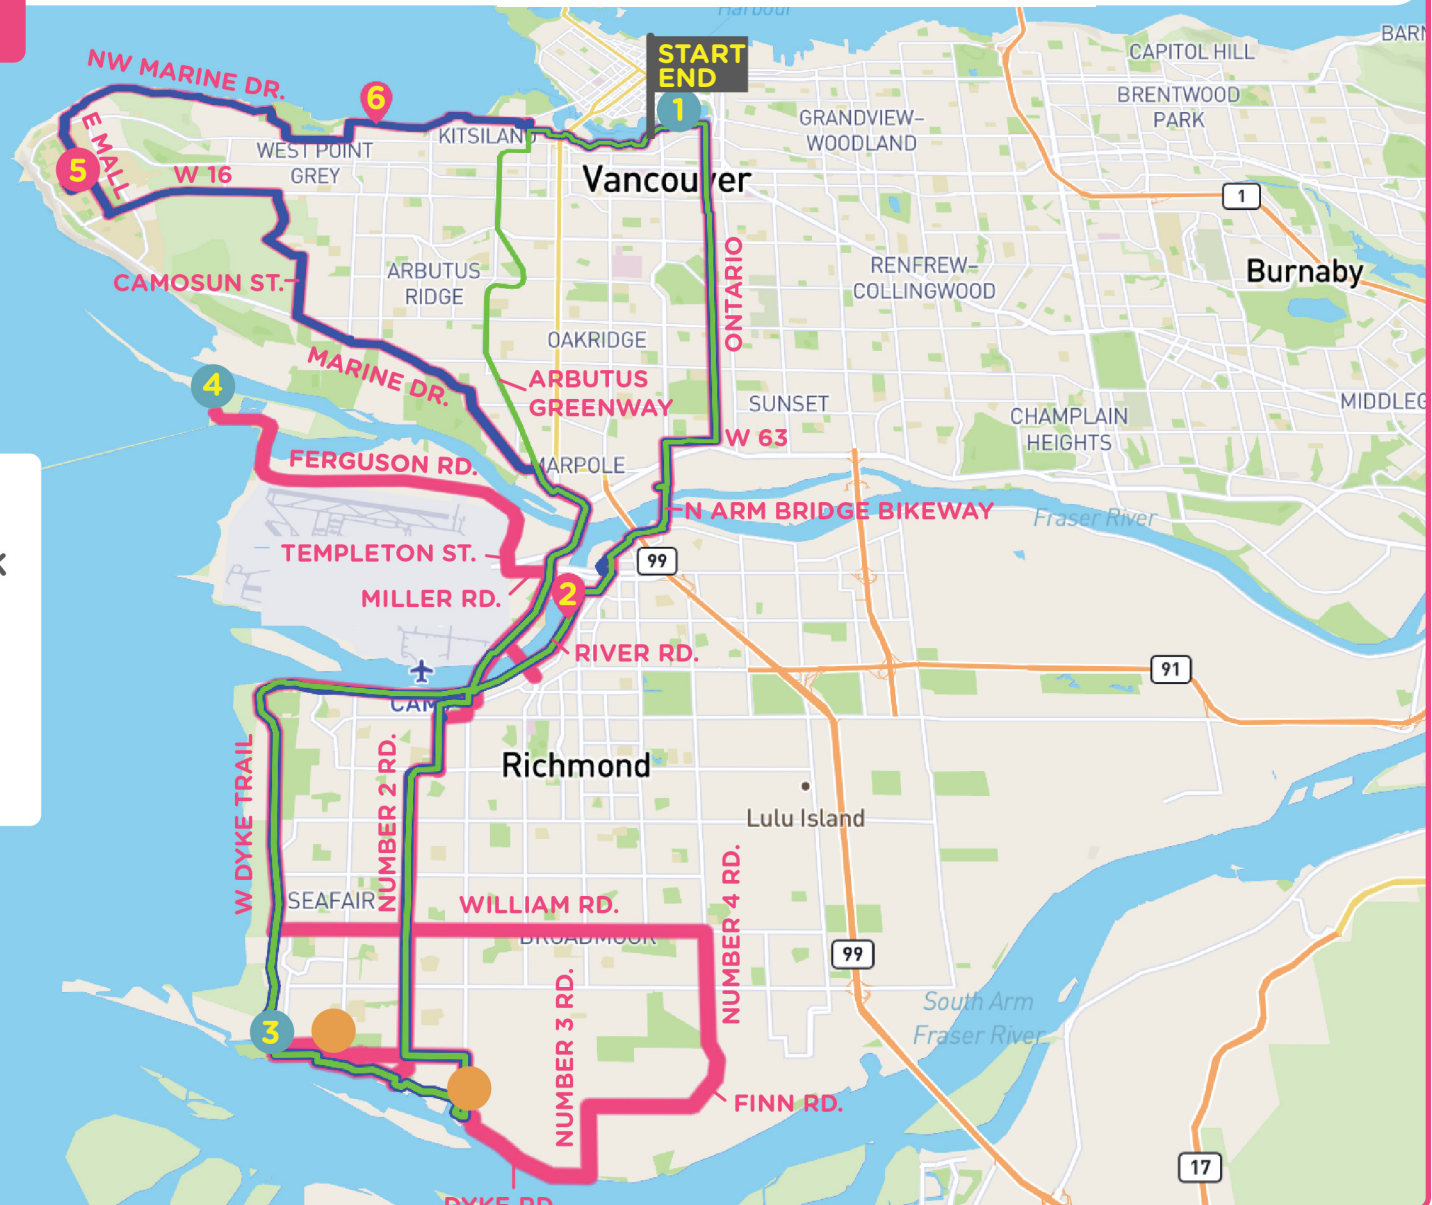 Harbour
START
END
1
NW MARINE DR.
6
E MALL
5
W 16
WEST POINT
GREY
KITSILANO
Vancouver
GRANDVIEW–
WOODLAND
CAPITOL HILL
BARN
BRENTWOOD
PARK
1
Burnaby
CAMOSUN ST.
ARBUTUS
RIDGE
ONTARIO
RENFREW–
COLLINGWOOD
OAKRIDGE
MARINE DR.
ARBUTUS
GREENWAY
SUNSET
W 63
CHAMPLAIN
HEIGHTS
MIDDLEG
4
FERGUSON RD.
MARPOLE
N ARM BRIDGE BIKEWAY
Fraser River
TEMPLETON ST.
99
MILLER RD.
2
RIVER RD.
91
CAM
W DYKE TRAIL
NUMBER 2 RD.
Richmond
Lulu Island
SEAFAIR
WILLIAM RD.
BROADMOOR
NUMBER 4 RD.
99
NUMBER 3 RD.
South Arm
Fraser River
3
FINN RD.
17
DYKE RD